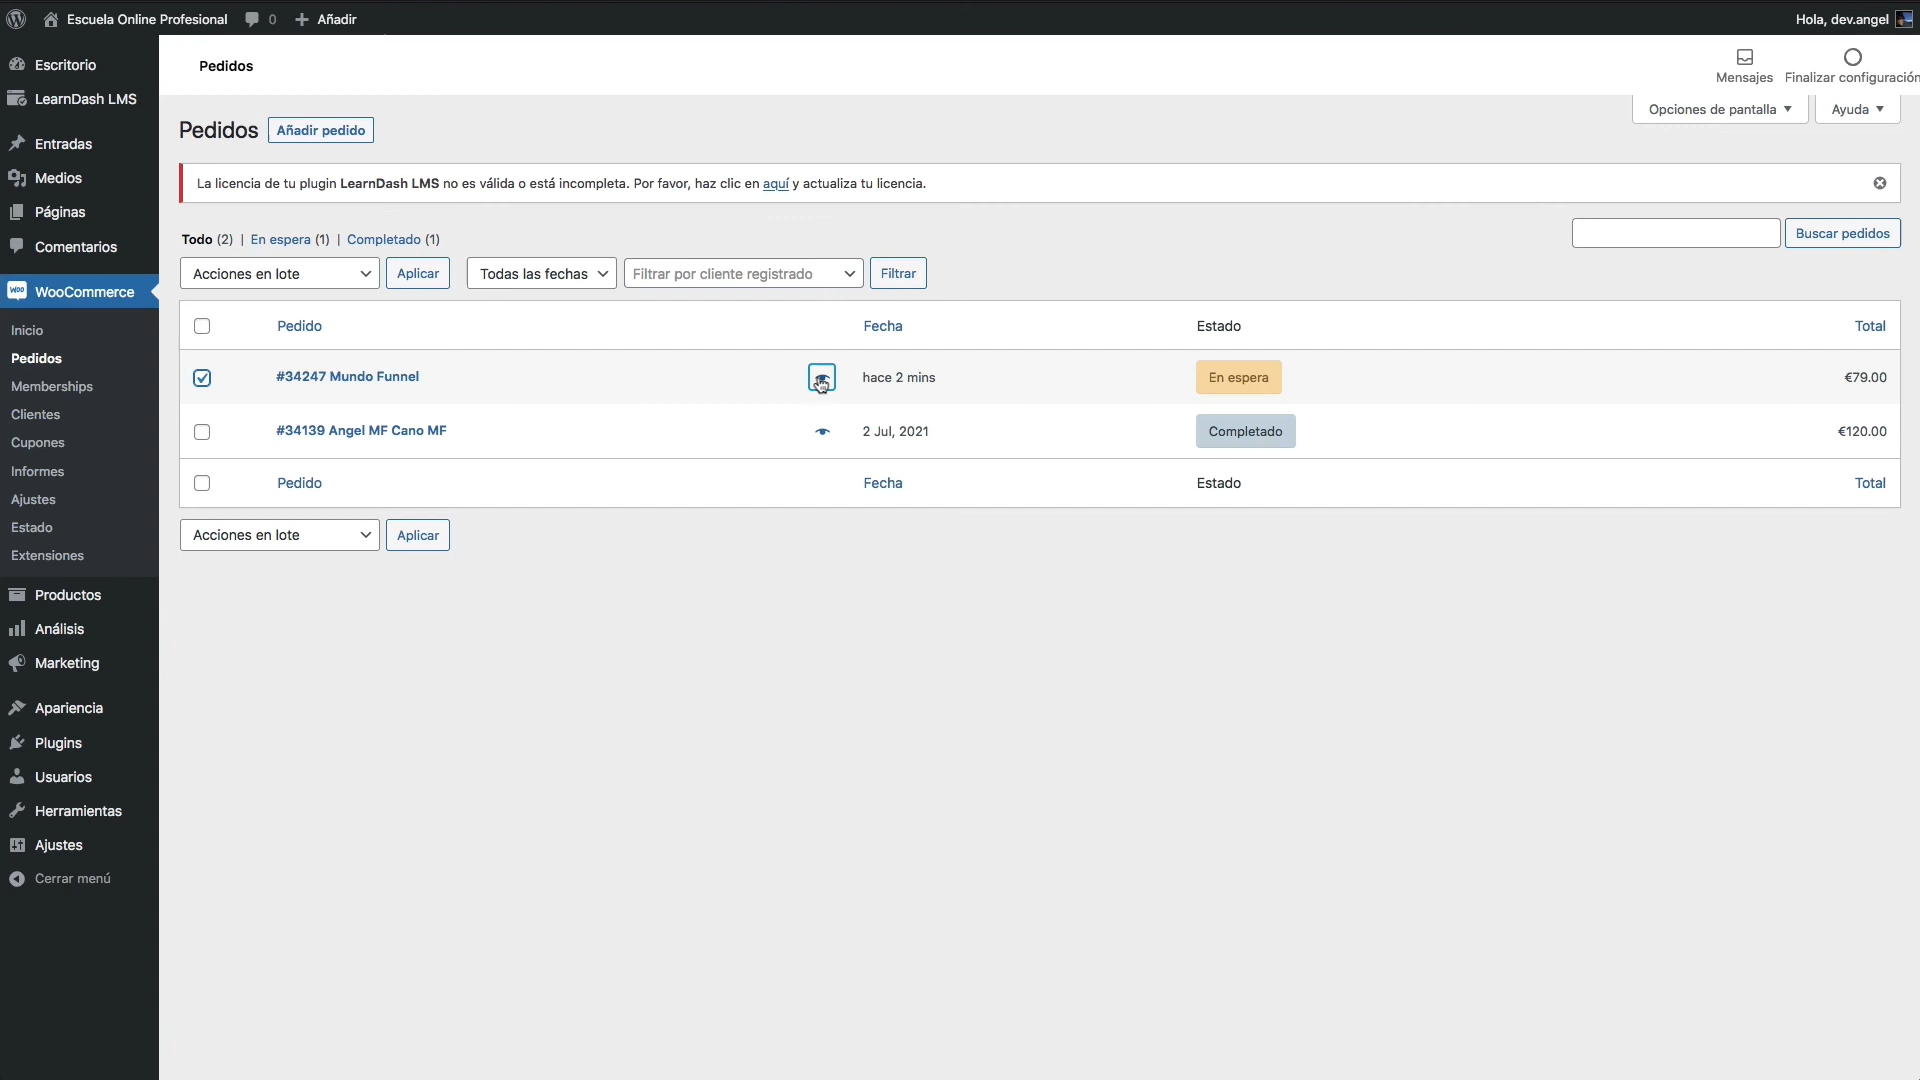 Escuela Online Profesional 0 Añadir Hola, dev.angel
Escritorio
LearnDash LMS
Entradas
Medios
Páginas
Comentarios
WooCommerce
Inicio
Pedidos
Memberships
Clientes
Cupones
Informes
Ajustes
Estado
Extensiones
Productos
Análisis
Marketing
Apariencia
Plugins
Usuarios
Herramientas
Ajustes
Cerrar menú
Pedidos
Mensajes Finalizar configuración
Opciones de pantalla Ayuda
Pedidos Añadir pedido
La licencia de tu plugin LearnDash LMS no es válida o está incompleta. Por favor, haz clic en aquí y actualiza tu licencia.
Todo (2) | En espera (1) | Completado (1)
Buscar pedidos
Acciones en lote Aplicar Todas las fechas Filtrar por cliente registrado Filtrar
Pedido Fecha Estado Total
#34247 Mundo Funnel hace 2 mins En espera €79.00
#34139 Angel MF Cano MF 2 Jul, 2021 Completado €120.00
Pedido Fecha Estado Total
Acciones en lote Aplicar